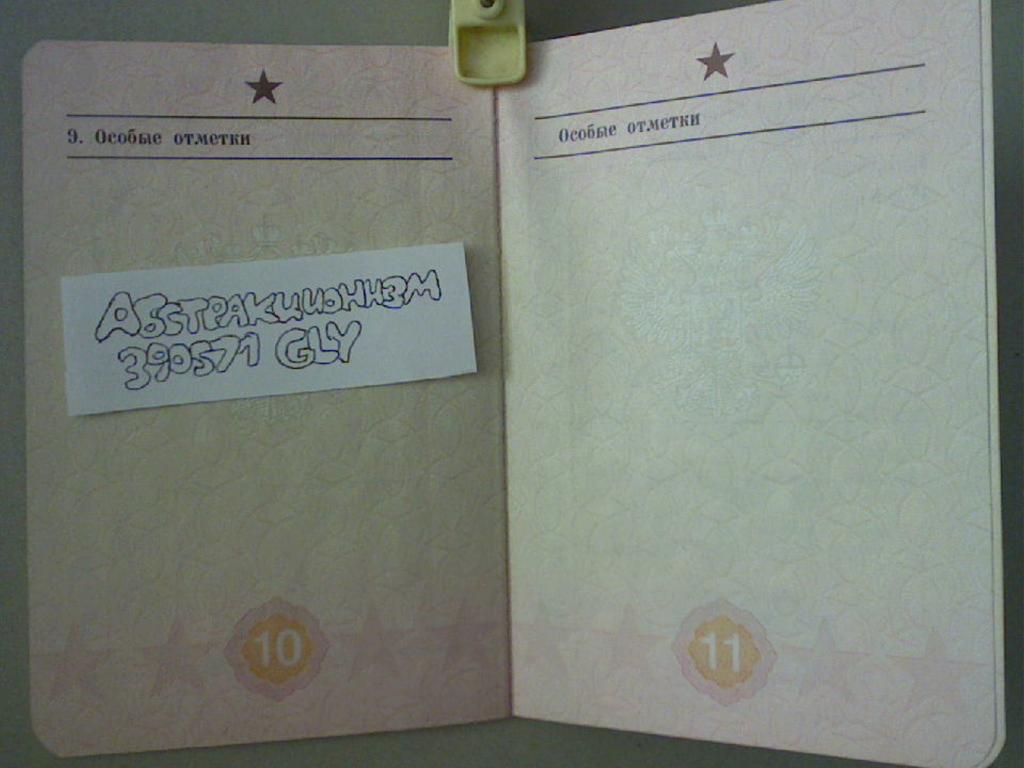 9. Особые отметки
АБСТРАКЦИОНИЗМ
390571 GLY
10
Особые отметки
11